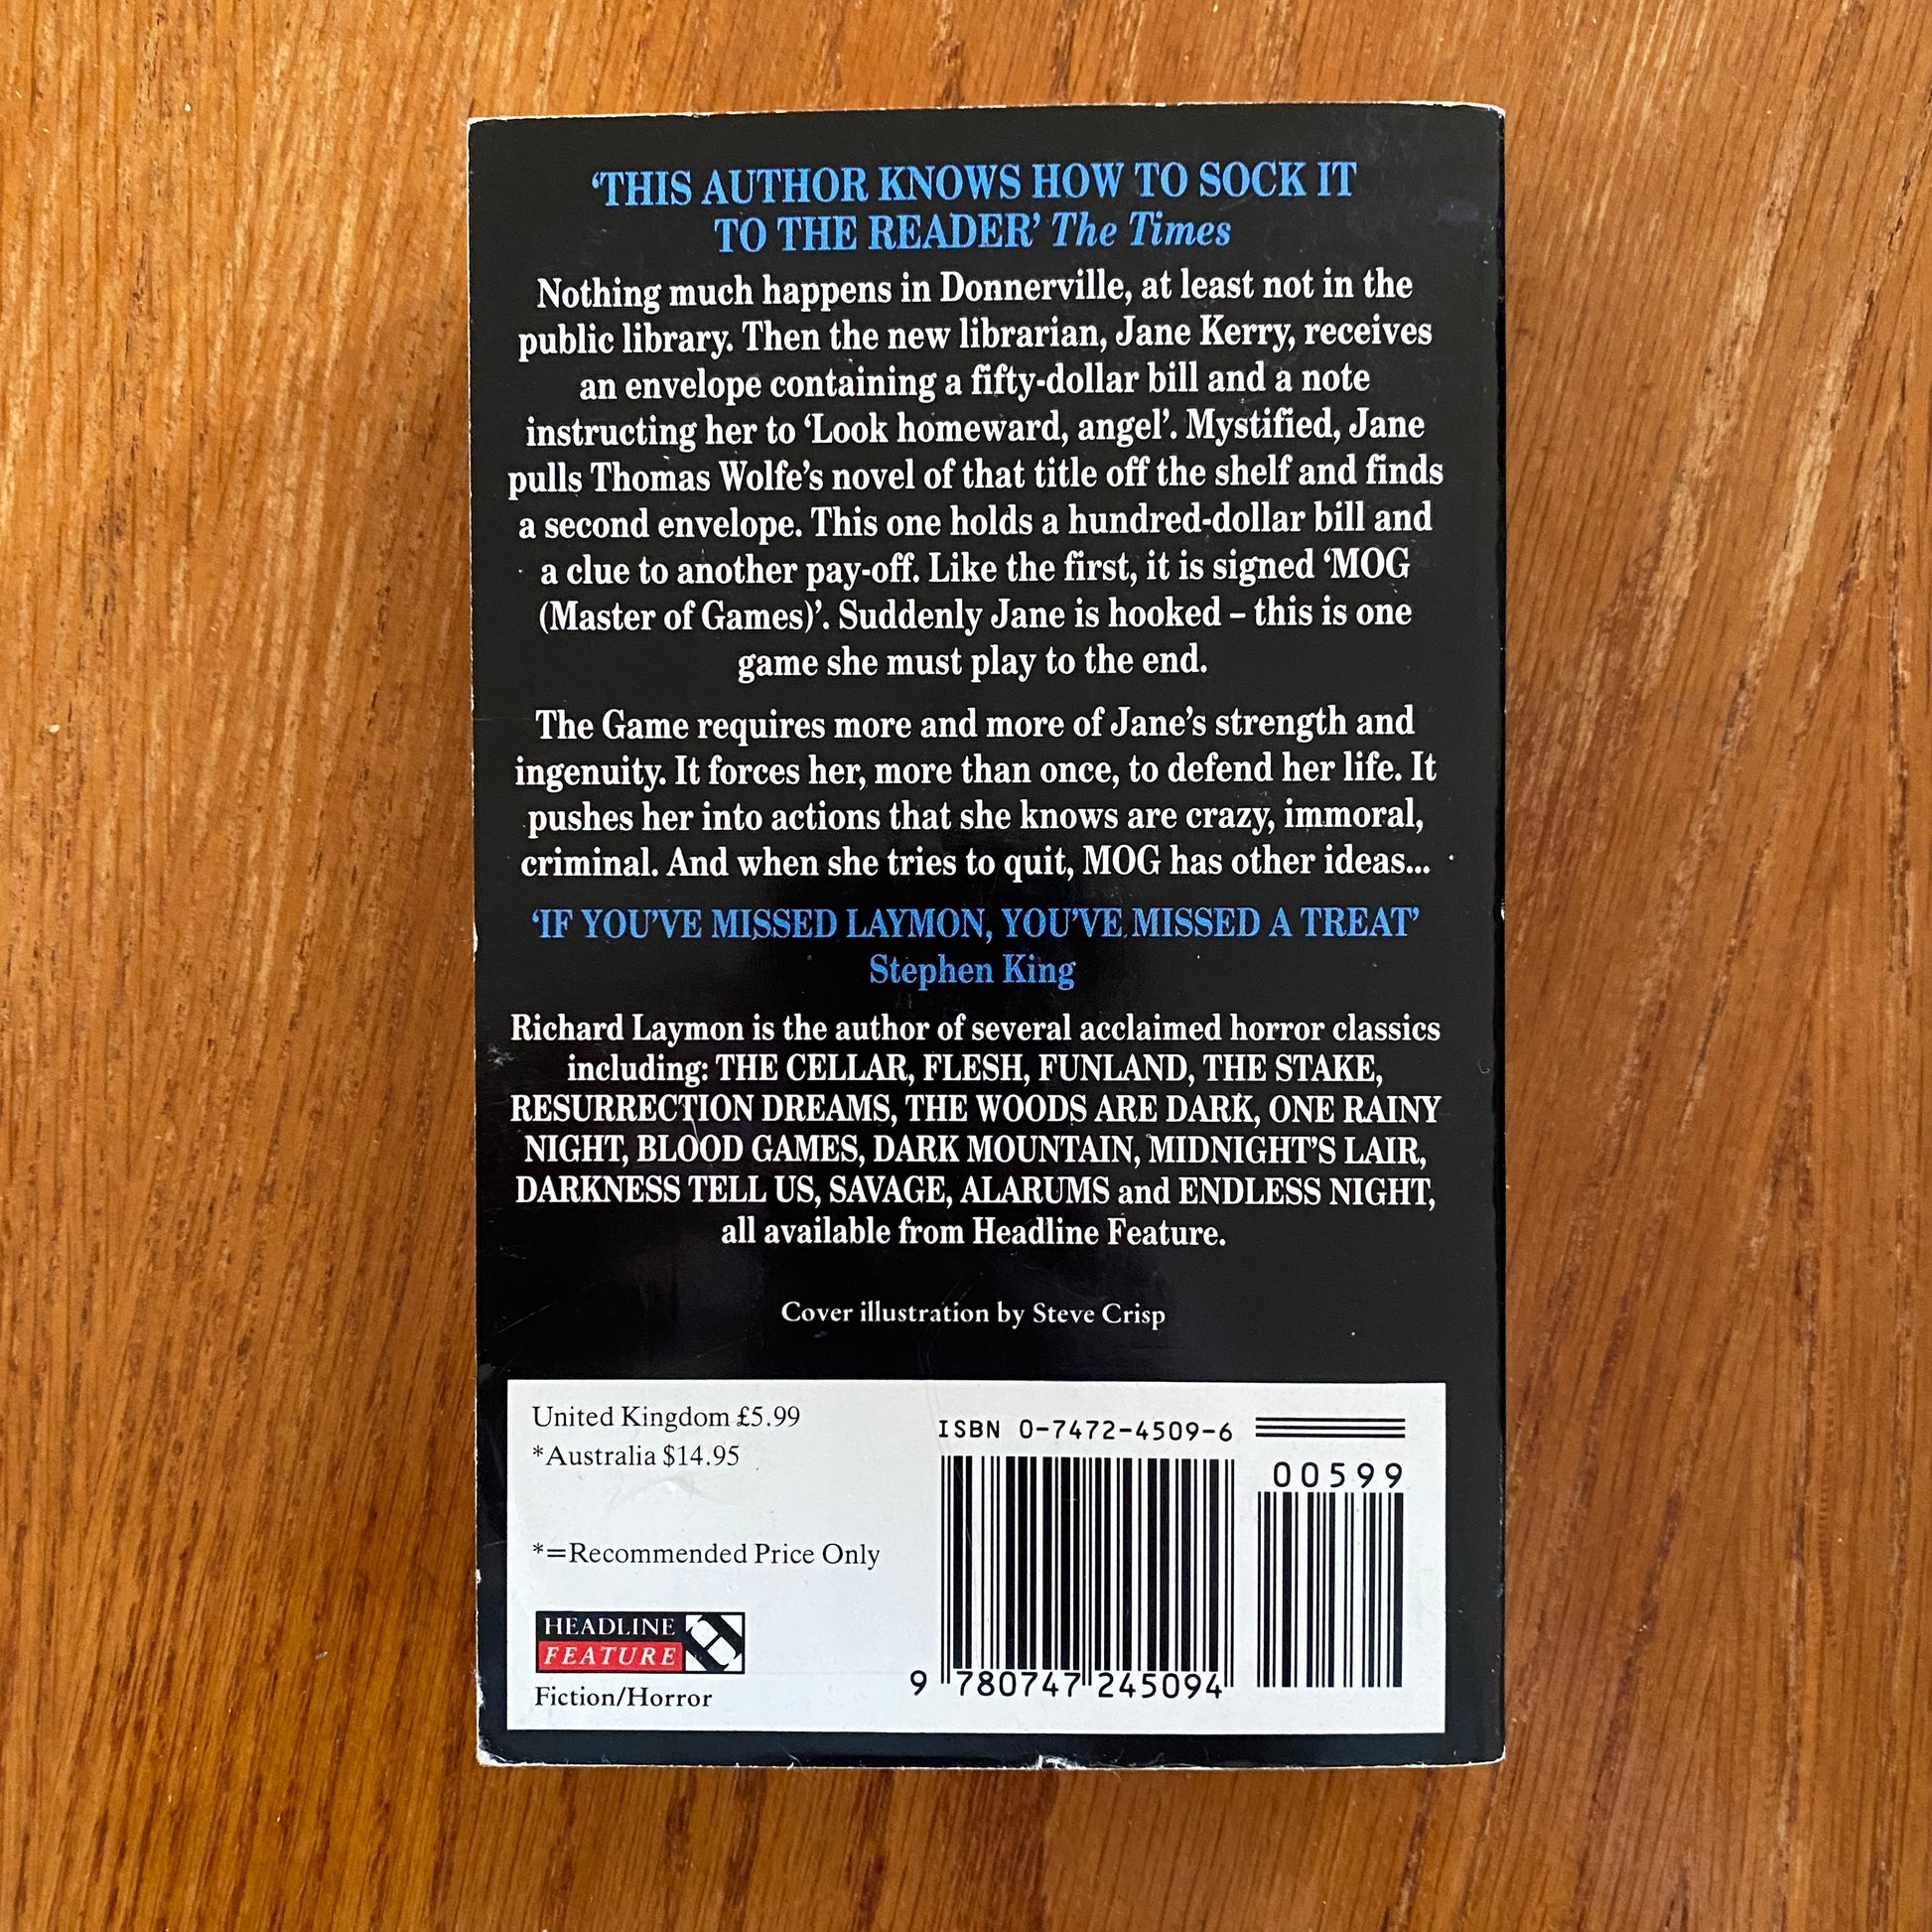 ‘THIS AUTHOR KNOWS HOW TO SOCK IT
TO THE READER’ The Times
Nothing much happens in Donnerville, at least not in the
public library. Then the new librarian, Jane Kerry, receives
an envelope containing a fifty-dollar bill and a note
instructing her to ‘Look homeward, angel’. Mystified, Jane
pulls Thomas Wolfe’s novel of that title off the shelf and finds
a second envelope. This one holds a hundred-dollar bill and
a clue to another pay-off. Like the first, it is signed ‘MOG
(Master of Games)’. Suddenly Jane is hooked – this is one
game she must play to the end.
The Game requires more and more of Jane’s strength and
ingenuity. It forces her, more than once, to defend her life. It
pushes her into actions that she knows are crazy, immoral,
criminal. And when she tries to quit, MOG has other ideas...
‘IF YOU’VE MISSED LAYMON, YOU’VE MISSED A TREAT’
Stephen King
Richard Laymon is the author of several acclaimed horror classics
including: THE CELLAR, FLESH, FUNLAND, THE STAKE,
RESURRECTION DREAMS, THE WOODS ARE DARK, ONE RAINY
NIGHT, BLOOD GAMES, DARK MOUNTAIN, MIDNIGHT’S LAIR,
DARKNESS TELL US, SAVAGE, ALARUMS and ENDLESS NIGHT,
all available from Headline Feature.
Cover illustration by Steve Crisp
United Kingdom £5.99
*Australia $14.95
*=Recommended Price Only
HEADLINE
FEATURE
Fiction/Horror
ISBN 0-7472-4509-6
00599
9 780747 245094